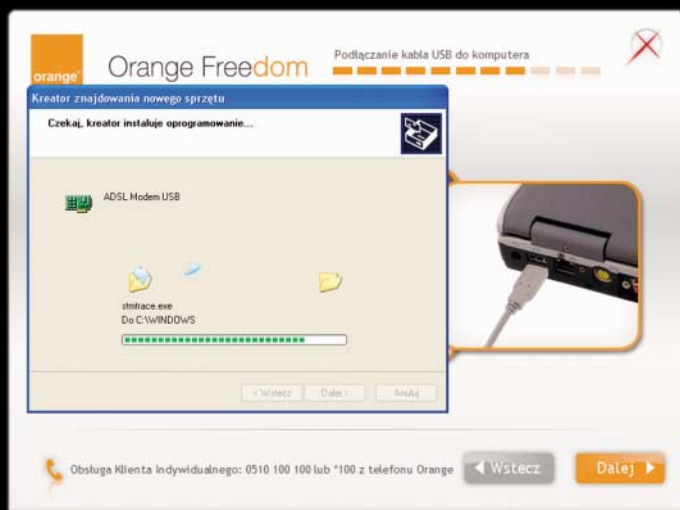 orange™
Orange Freedom
Podłączanie kabla USB do komputera
Kreator znajdowania nowego sprzętu
Czekaj, kreator instaluje oprogramowanie...
ADSL Modem USB
stmtrace.exe
Do C:\WINDOWS
< Wstecz
Dalej >
Anuluj
Obsługa Klienta Indywidualnego: 0510 100 100 lub *100 z telefonu Orange
Wstecz
Dalej